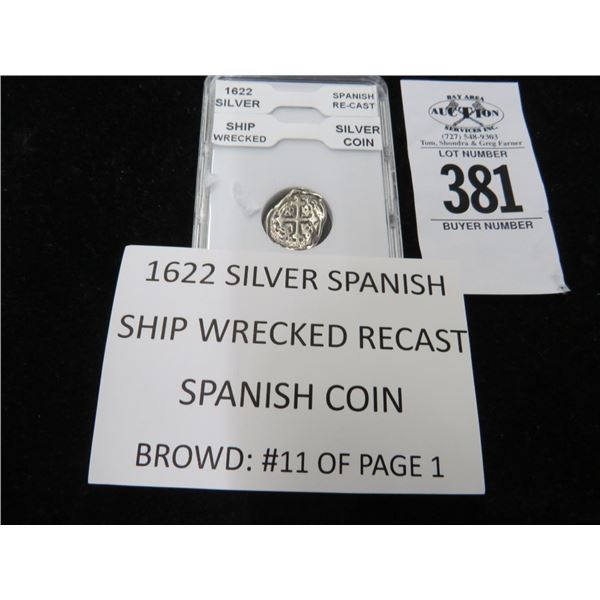 1622
SILVER
SPANISH
RE-CAST
SHIP
WRECKED
SILVER
COIN
BAY AREA
AUCTION
SERVICES INC.
(727) 548-9303
Tom, Shondra & Greg Farner
LOT NUMBER
381
BUYER NUMBER
1622 SILVER SPANISH
SHIP WRECKED RECAST
SPANISH COIN
BROWD: #11 OF PAGE 1